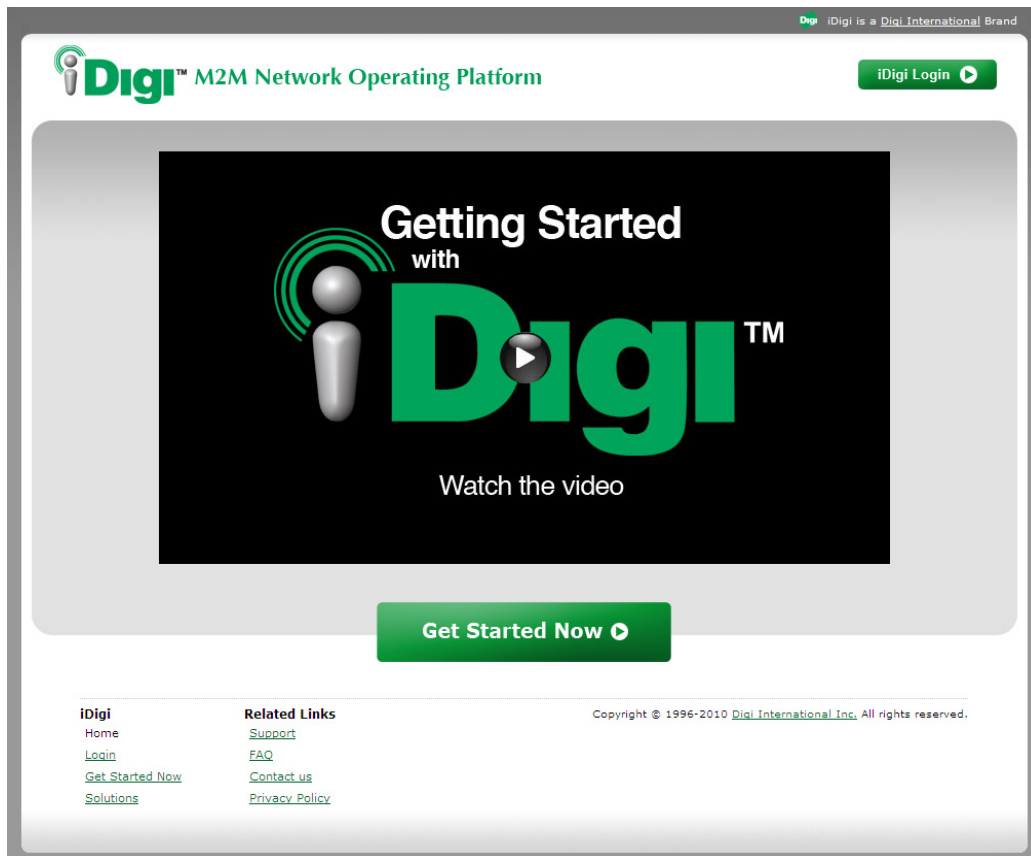 Digi iDigi is a Digi International Brand
iDigi™ M2M Network Operating Platform
iDigi Login
Getting Started
with
iDigi™
Watch the video
Get Started Now
iDigi
Home
Login
Get Started Now
Solutions
Related Links
Support
FAQ
Contact us
Privacy Policy
Copyright © 1996-2010 Digi International Inc. All rights reserved.